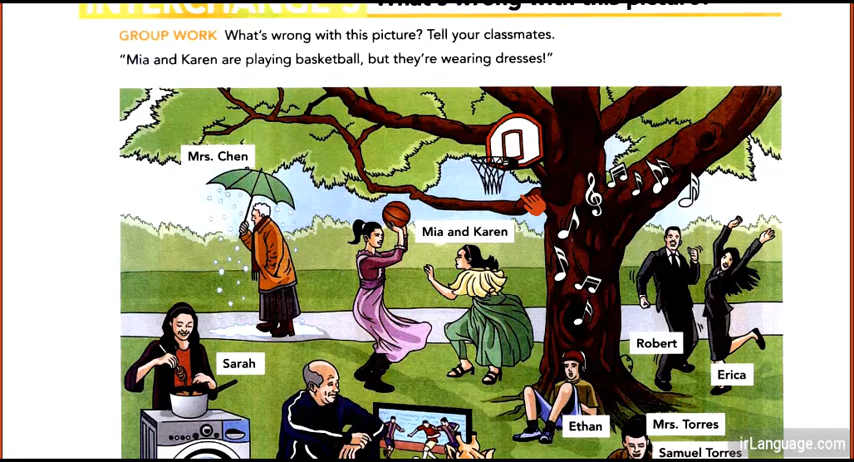 INTERCHANGE 5 What's wrong with this picture?
GROUP WORK What's wrong with this picture? Tell your classmates.
"Mia and Karen are playing basketball, but they're wearing dresses!"
Mrs. Chen
Mia and Karen
Robert
Sarah
Erica
Ethan
Mrs. Torres
Samuel Torres
irLanguage.com